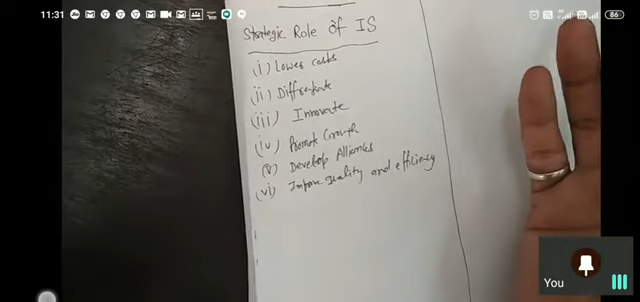 11:31
86
Strategic Role of IS
(i) Lower costs
(ii) Differentiate
(iii) Innovate
(iv) Promote Growth
(v) Develop Alliances
(vi) Improve Quality and efficiency
You